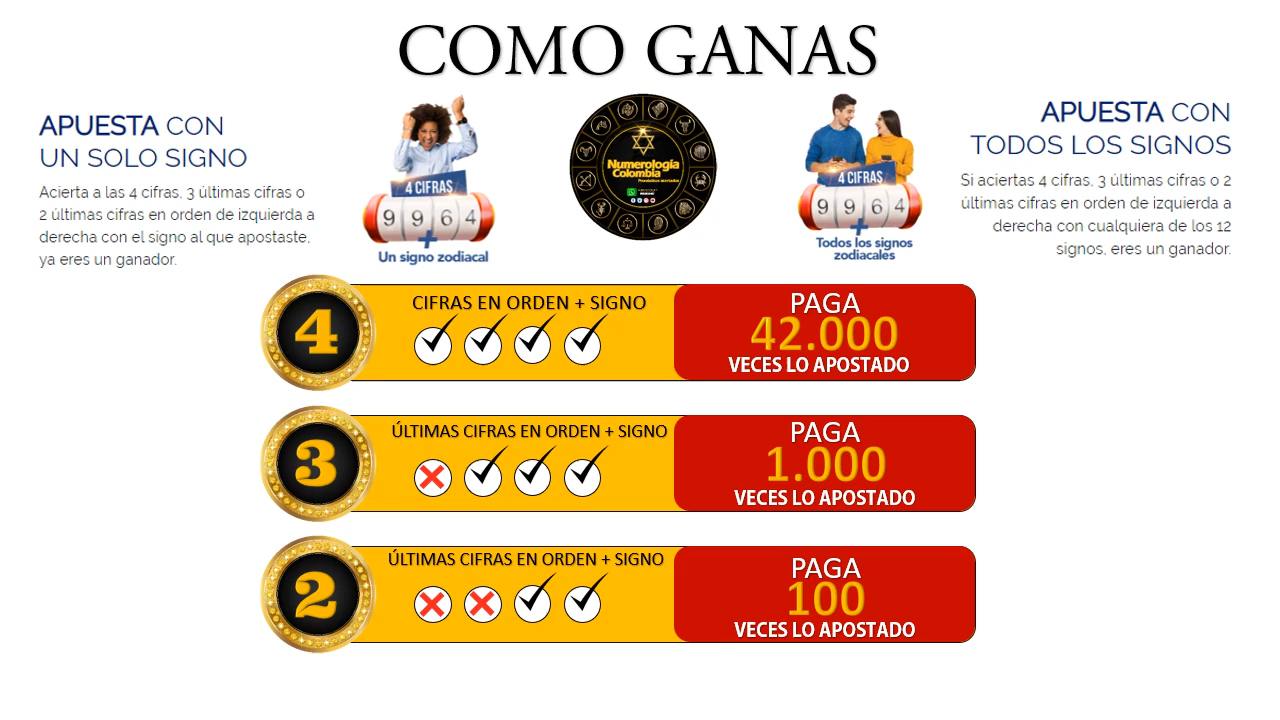 COMO GANAS
APUESTA CON
UN SOLO SIGNO
Acierta a las 4 cifras, 3 últimas cifras o
2 últimas cifras en orden de izquierda a
derecha con el signo al que apostaste,
ya eres un ganador.
4 CIFRAS
9 9 6 4
+
Un signo zodiacal
Numerología
Colombia
4 CIFRAS
9 9 6 4
+
Todos los signos
zodiacales
APUESTA CON
TODOS LOS SIGNOS
Si aciertas 4 cifras, 3 últimas cifras o 2
últimas cifras en orden de izquierda a
derecha con cualquiera de los 12
signos, eres un ganador.
4
CIFRAS EN ORDEN + SIGNO
PAGA
42.000
VECES LO APOSTADO
3
ÚLTIMAS CIFRAS EN ORDEN + SIGNO
PAGA
1.000
VECES LO APOSTADO
2
ÚLTIMAS CIFRAS EN ORDEN + SIGNO
PAGA
100
VECES LO APOSTADO